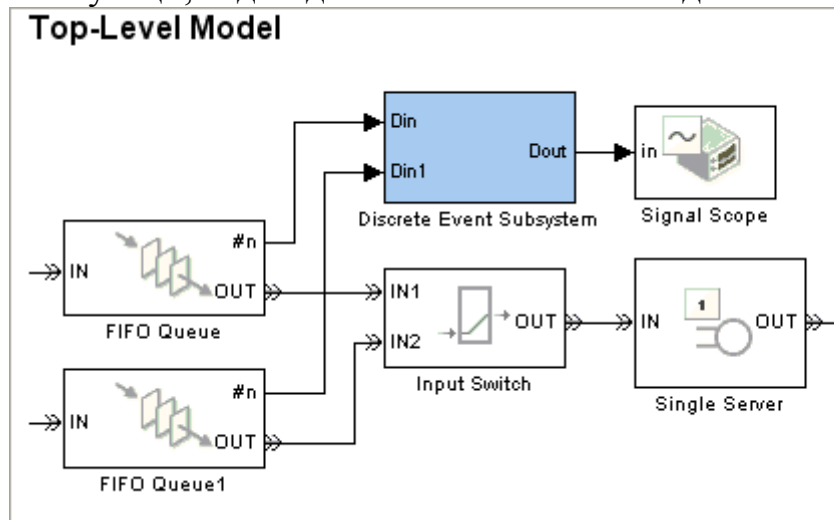 Top-Level Model
Din
Dout
in
Din1
Discrete Event Subsystem
Signal Scope
#n
IN
OUT
FIFO Queue
IN1
OUT
IN2
Input Switch
1
IN
OUT
Single Server
#n
IN
OUT
FIFO Queue1